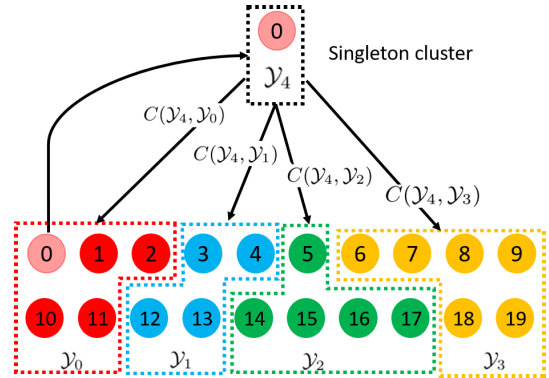 0
Singleton cluster
𝒴₄
C(𝒴₄, 𝒴₀)
C(𝒴₄, 𝒴₁)
C(𝒴₄, 𝒴₂)
C(𝒴₄, 𝒴₃)
0 1 2 3 4 5 6 7 8 9
10 11 12 13 14 15 16 17 18 19
𝒴₀ 𝒴₁ 𝒴₂ 𝒴₃